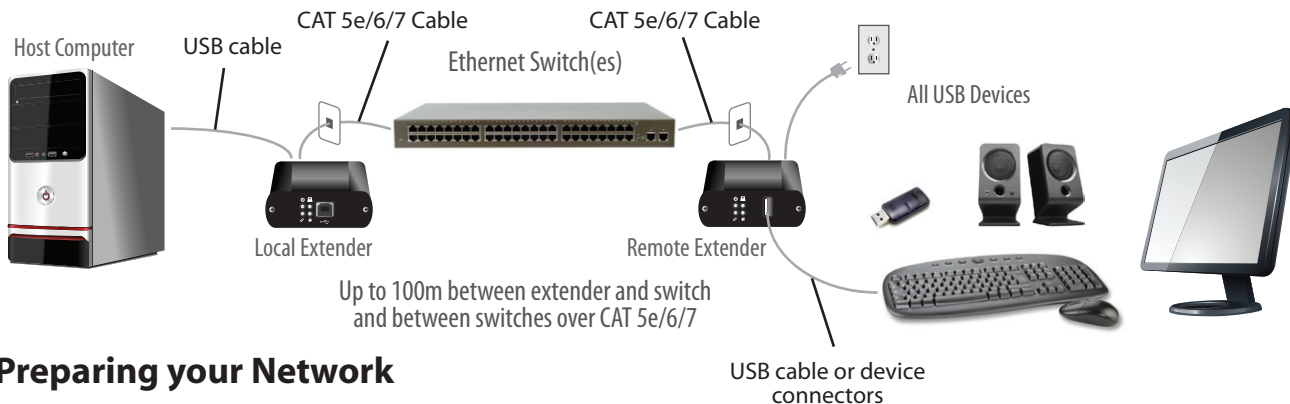 CAT 5e/6/7 Cable
CAT 5e/6/7 Cable
Host Computer
USB cable
Ethernet Switch(es)
All USB Devices
Local Extender
Remote Extender
Up to 100m between extender and switch
and between switches over CAT 5e/6/7
Preparing your Network
USB cable or device
connectors